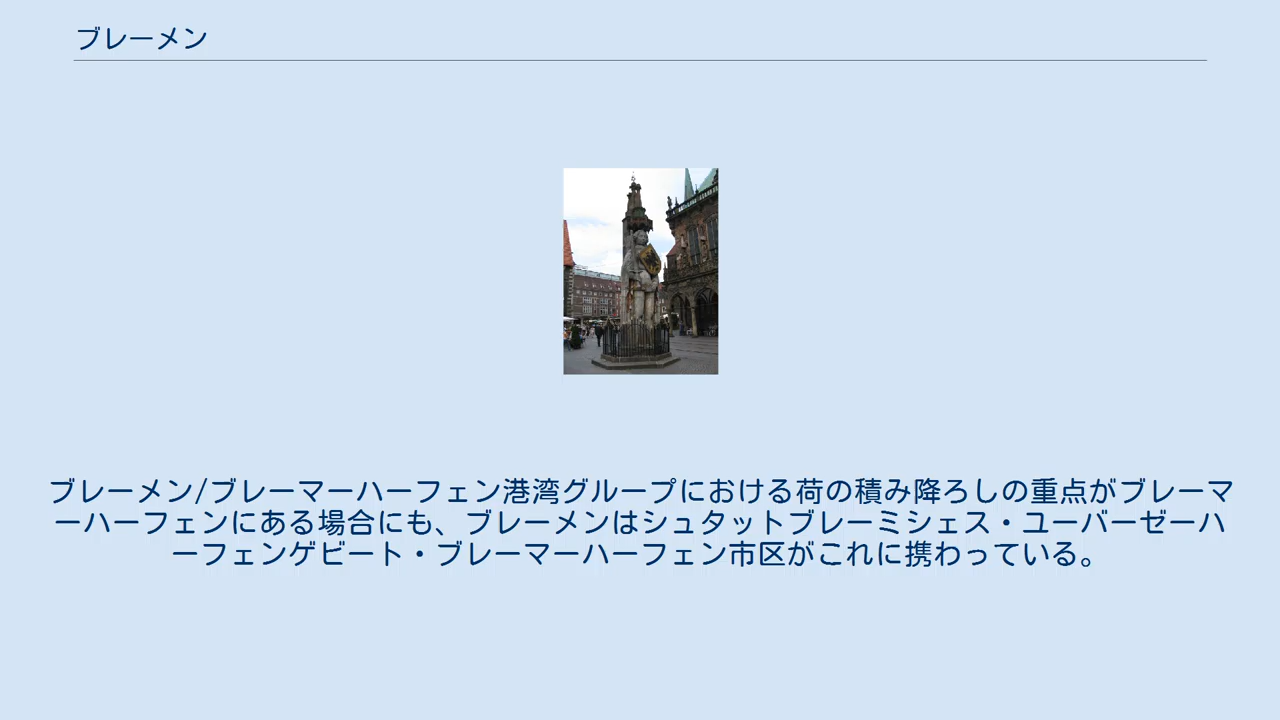 ブレーメン
ブレーメン/ブレーマーハーフェン港湾グループにおける荷の積み降ろしの重点がブレーマ
ーハーフェンにある場合にも、ブレーメンはシュタットブレーミシェス・ユーバーゼーハ
ーフェンゲビート・ブレーマーハーフェン市区がこれに携わっている。